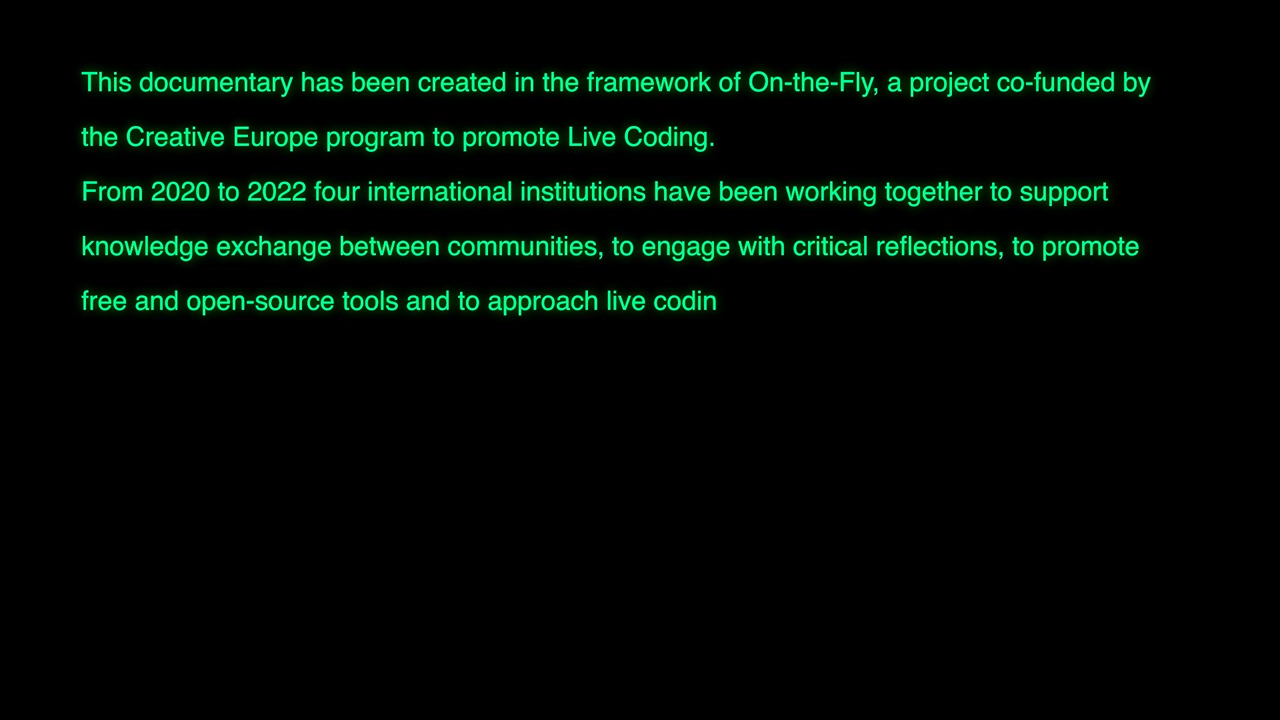 This documentary has been created in the framework of On-the-Fly, a project co-funded by
the Creative Europe program to promote Live Coding.
From 2020 to 2022 four international institutions have been working together to support
knowledge exchange between communities, to engage with critical reflections, to promote
free and open-source tools and to approach live codin